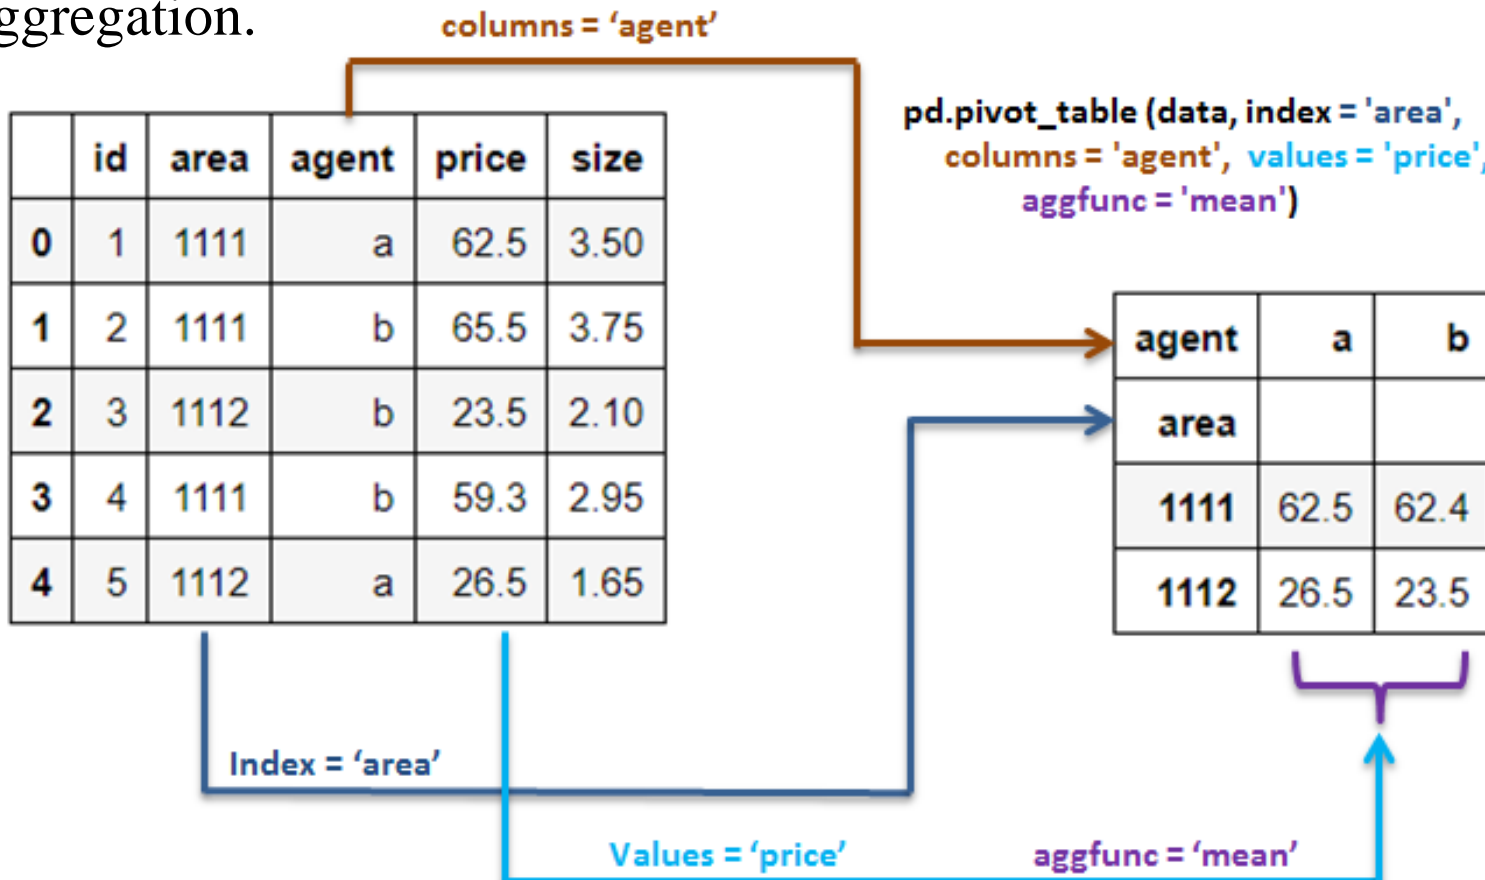 ggregation.
columns = ‘agent’
pd.pivot_table (data, index = 'area',
columns = 'agent', values = 'price',
aggfunc = 'mean')
id area agent price size
0 1 1111 a 62.5 3.50
1 2 1111 b 65.5 3.75
2 3 1112 b 23.5 2.10
3 4 1111 b 59.3 2.95
4 5 1112 a 26.5 1.65
agent a b
area
1111 62.5 62.4
1112 26.5 23.5
Index = ‘area’
Values = ‘price’
aggfunc = ‘mean’